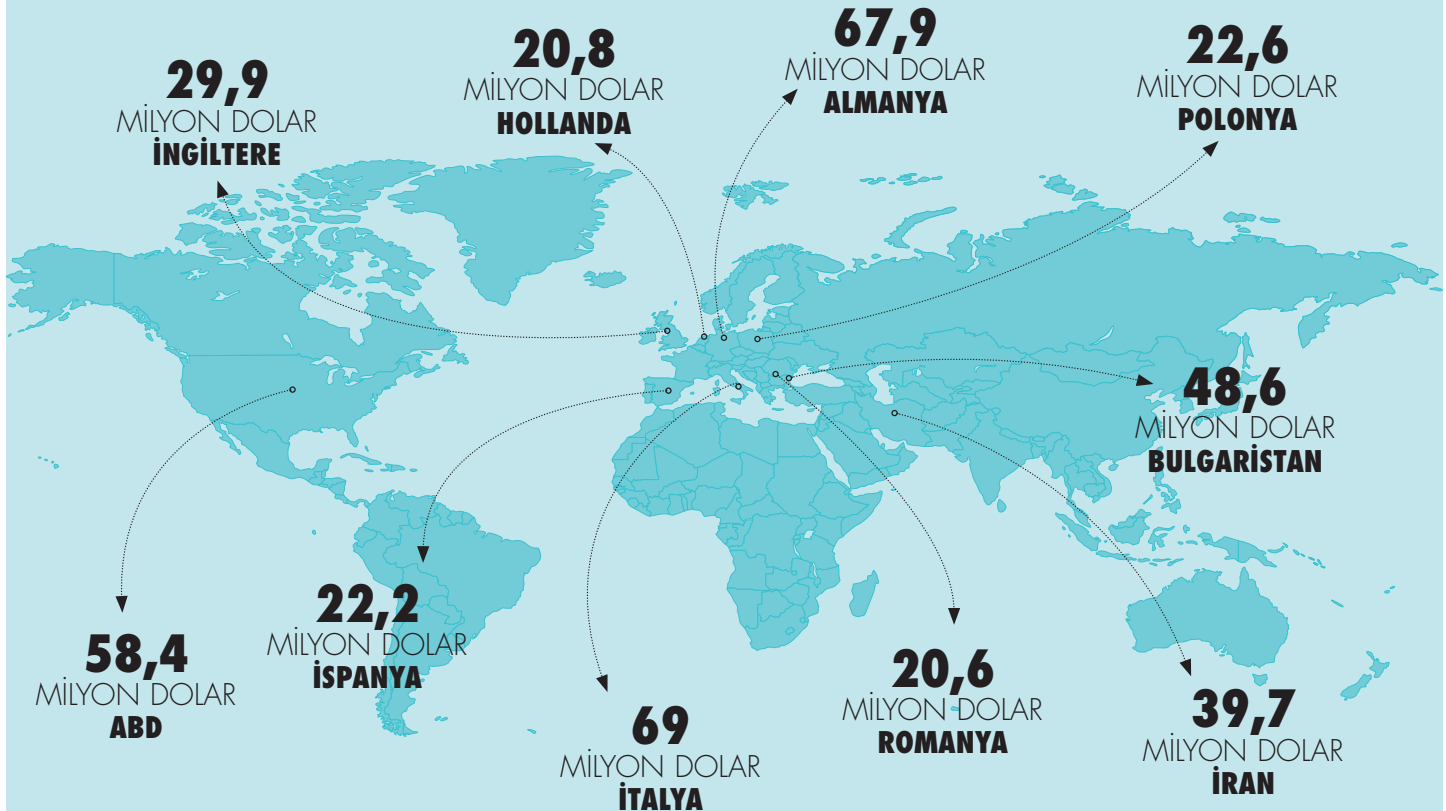 29,9
MİLYON DOLAR
İNGİLTERE
20,8
MİLYON DOLAR
HOLLANDA
67,9
MİLYON DOLAR
ALMANYA
22,6
MİLYON DOLAR
POLONYA
48,6
MİLYON DOLAR
BULGARİSTAN
58,4
MİLYON DOLAR
ABD
22,2
MİLYON DOLAR
İSPANYA
69
MİLYON DOLAR
İTALYA
20,6
MİLYON DOLAR
ROMANYA
39,7
MİLYON DOLAR
İRAN